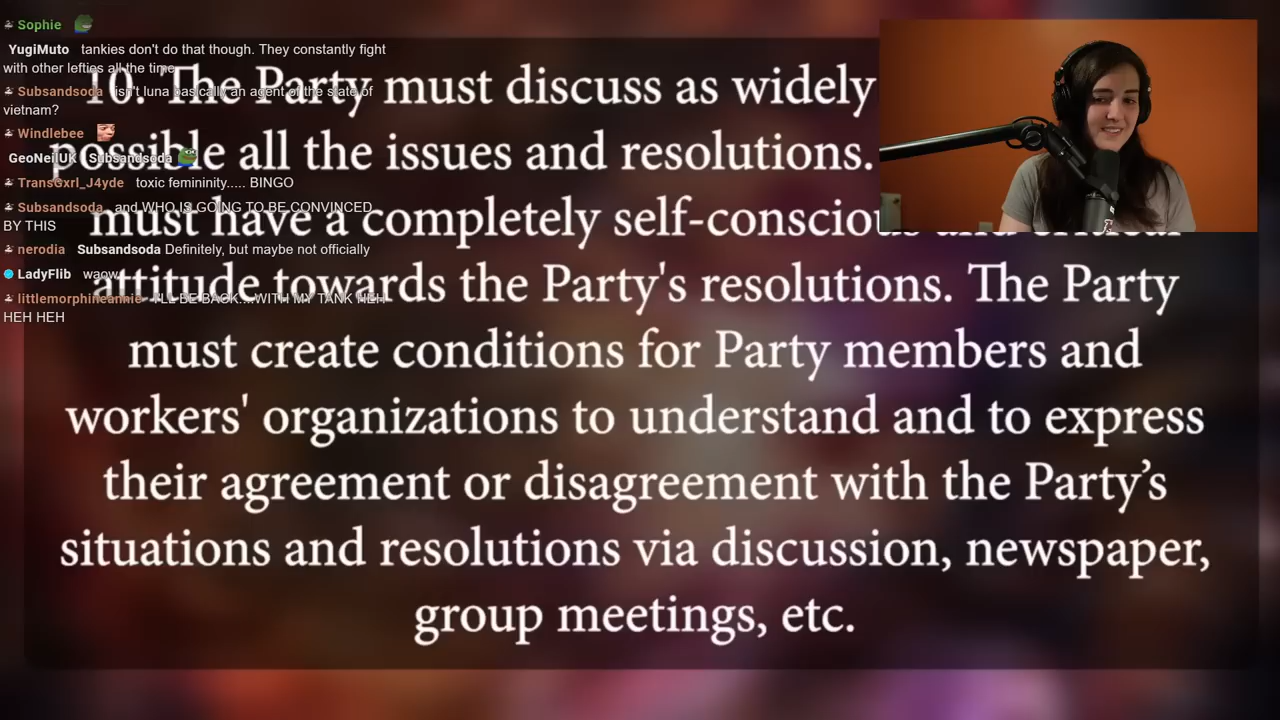 Sophie
YugiMuto tankies don't do that though. They constantly fight
with other lefties all the time
Subsandsoda isn't luna basically an agent of the state of
vietnam?
Windlebee
GeoNeilUK Subsandsoda
TransGxrl_J4yde toxic femininity..... BINGO
Subsandsoda and WHO IS GOING TO BE CONVINCED
BY THIS
nerodia Subsandsoda Definitely, but maybe not officially
LadyFlib waow
littlemorphineannie I'LL BE BACK....WITH MY TANK HEH
HEH HEH
10. The Party must discuss as widely
possible all the issues and resolutions.
must have a completely self-conscious and critical
attitude towards the Party's resolutions. The Party
must create conditions for Party members and
workers' organizations to understand and to express
their agreement or disagreement with the Party’s
situations and resolutions via discussion, newspaper,
group meetings, etc.